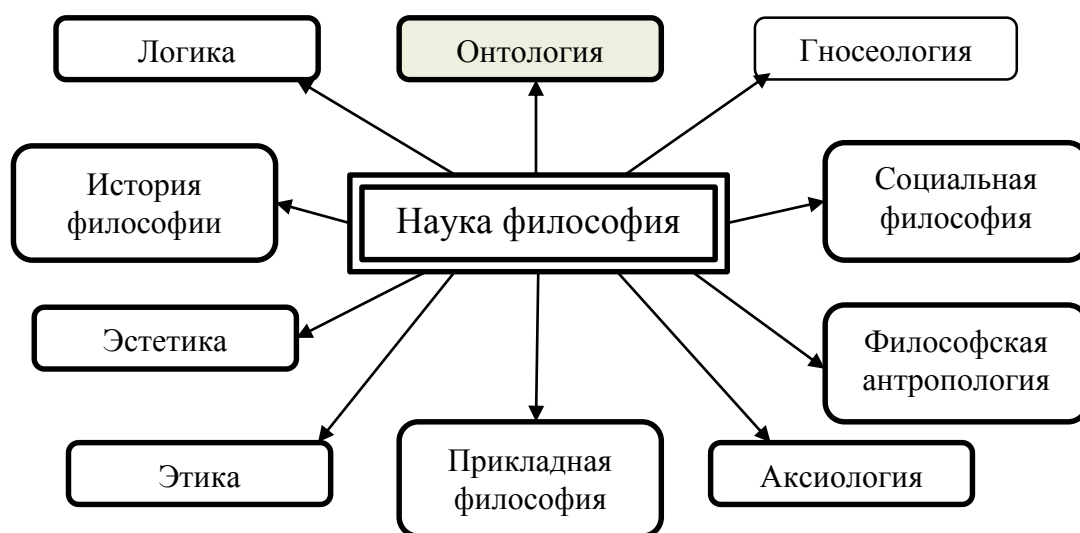 Логика
Онтология
Гносеология
История
философии
Наука философия
Социальная
философия
Эстетика
Философская
антропология
Этика
Прикладная
философия
Аксиология